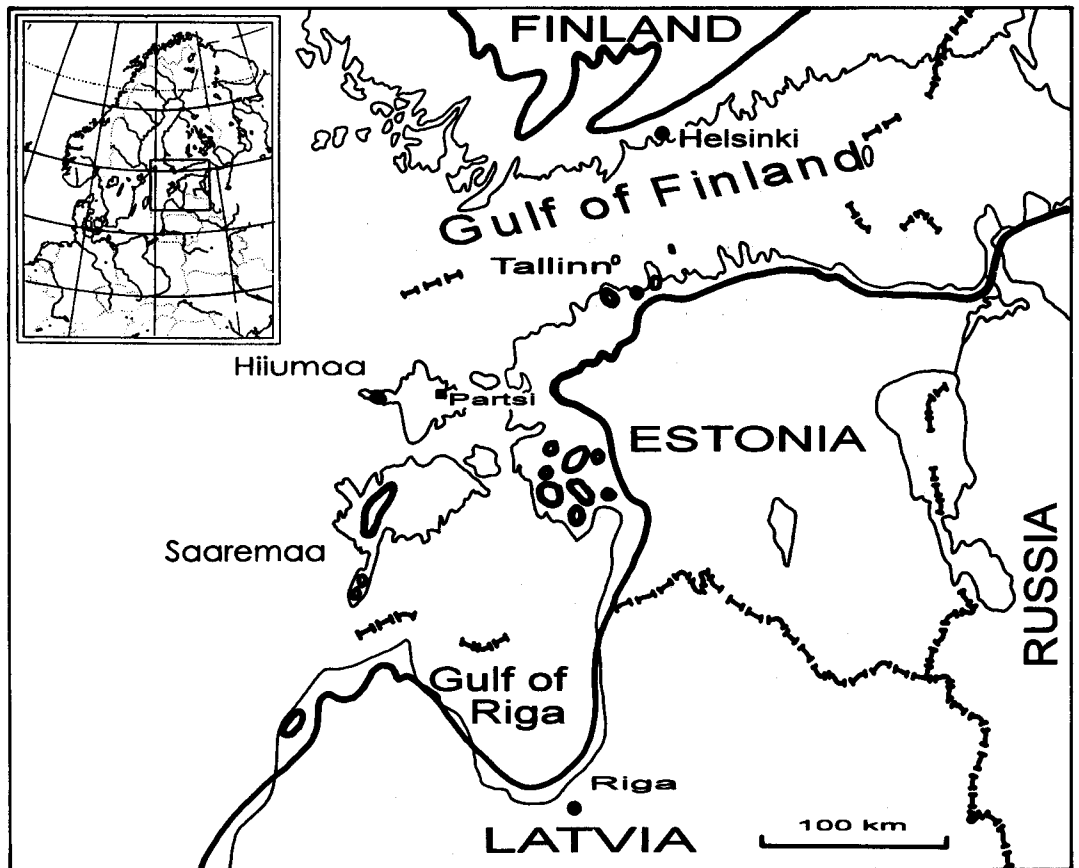 FINLAND
Helsinki
Gulf of Finland
Tallinn
Hiiumaa
Partsi
ESTONIA
Saaremaa
RUSSIA
Gulf of
Riga
Riga
100 km
LATVIA